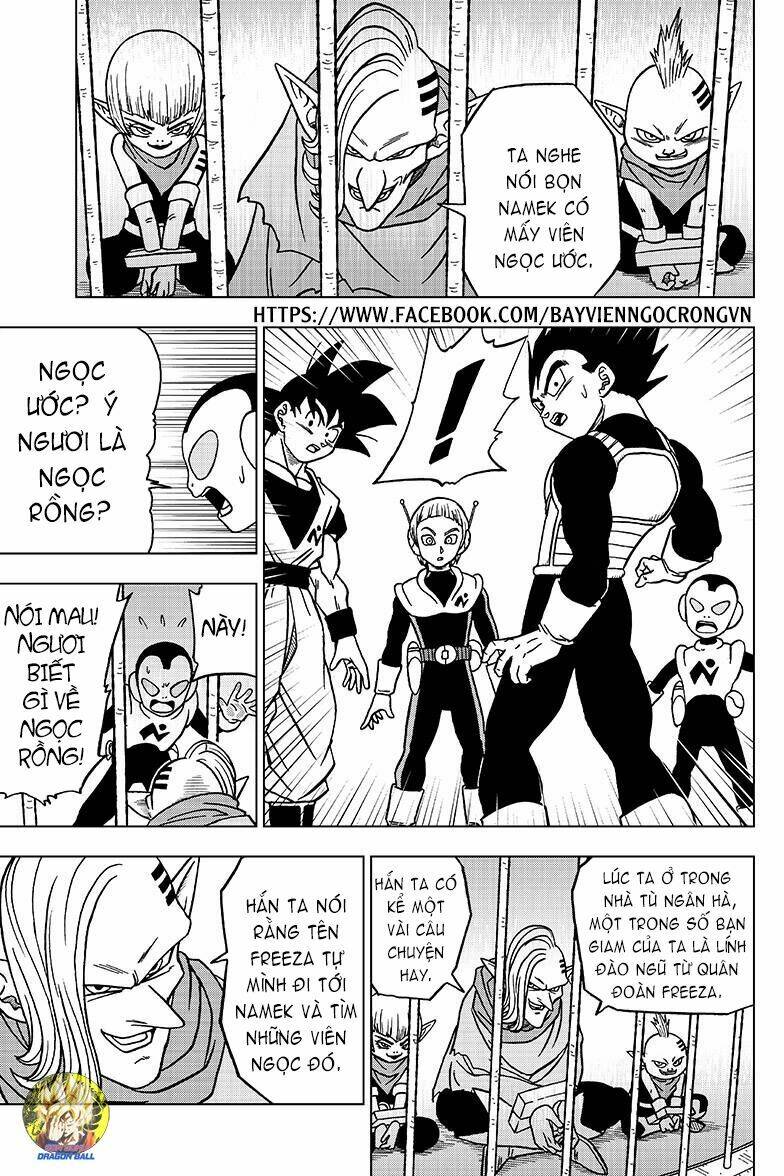 TA NGHE
NÓI BỌN
NAMEK CÓ
MẤY VIÊN
NGỌC ƯỚC.
HTTPS://WWW.FACEBOOK.COM/BAYVIENNGOCRONGVN
!
NGỌC
ƯỚC? Ý
NGƯƠI LÀ
NGỌC
RỒNG?
NÀY!
NÓI MAU!
NGƯƠI
BIẾT
GÌ VỀ
NGỌC
RỒNG!
LÚC TA Ở TRONG
NHÀ TÙ NGÂN HÀ,
MỘT TRONG SỐ BẠN
GIAM CỦA TA LÀ LÍNH
ĐÀO NGŨ TỪ QUÂN
ĐOÀN FREEZA.
HẮN TA CÓ
KỂ MỘT
VÀI CÂU
CHUYỆN
HAY.
HẮN TA NÓI
RẰNG TÊN
FREEZA TỰ
MÌNH ĐI TỚI
NAMEK VÀ TÌM
NHỮNG VIÊN
NGỌC ĐÓ.
DRAGON BALL